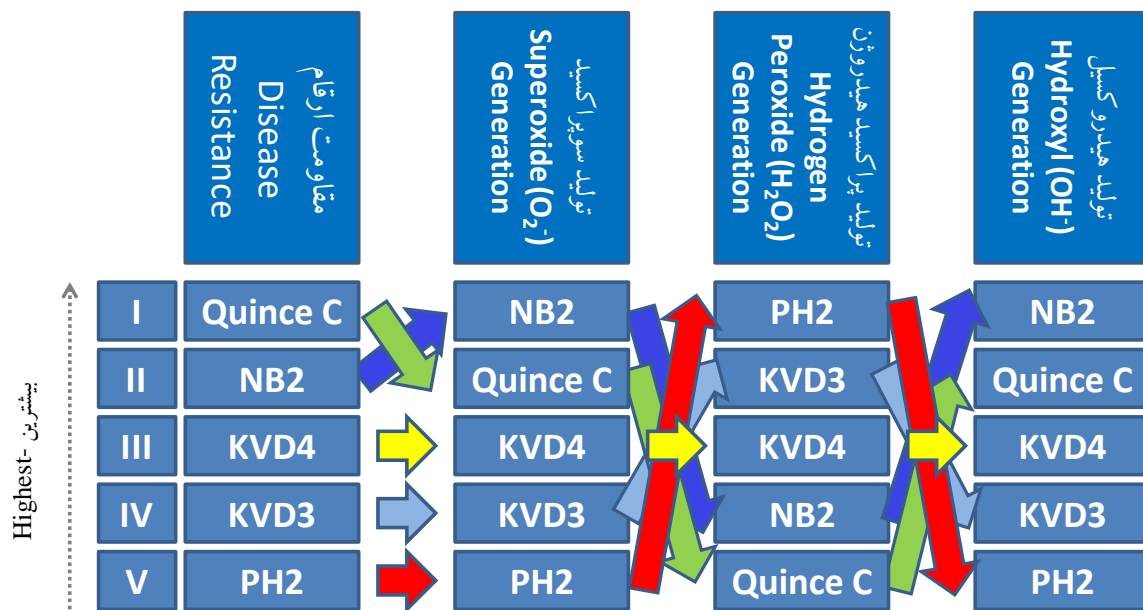 مقاومت ارقام
Disease
Resistance
تولید سوپراکسید
Superoxide (O₂⁻)
Generation
تولید پراکسید هیدروژن
Hydrogen
Peroxide (H₂O₂)
Generation
تولید هیدروکسیل
Hydroxyl (OH⁻)
Generation
Highest- بیشترین
I Quince C NB2 PH2 NB2
II NB2 Quince C KVD3 Quince C
III KVD4 KVD4 KVD4 KVD4
IV KVD3 KVD3 NB2 KVD3
V PH2 PH2 Quince C PH2